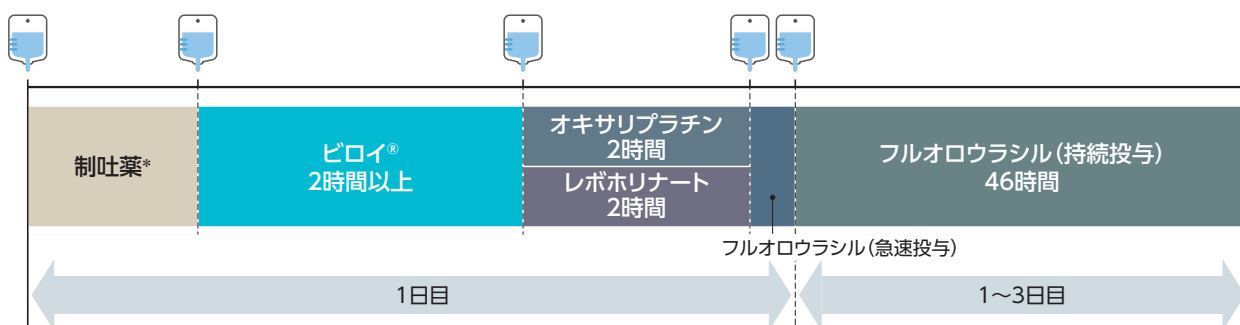 制吐薬*
ビロイ®
2時間以上
オキサリプラチン
2時間
レボホリナート
2時間
フルオロウラシル（持続投与）
46時間
フルオロウラシル（急速投与）
1日目
1～3日目